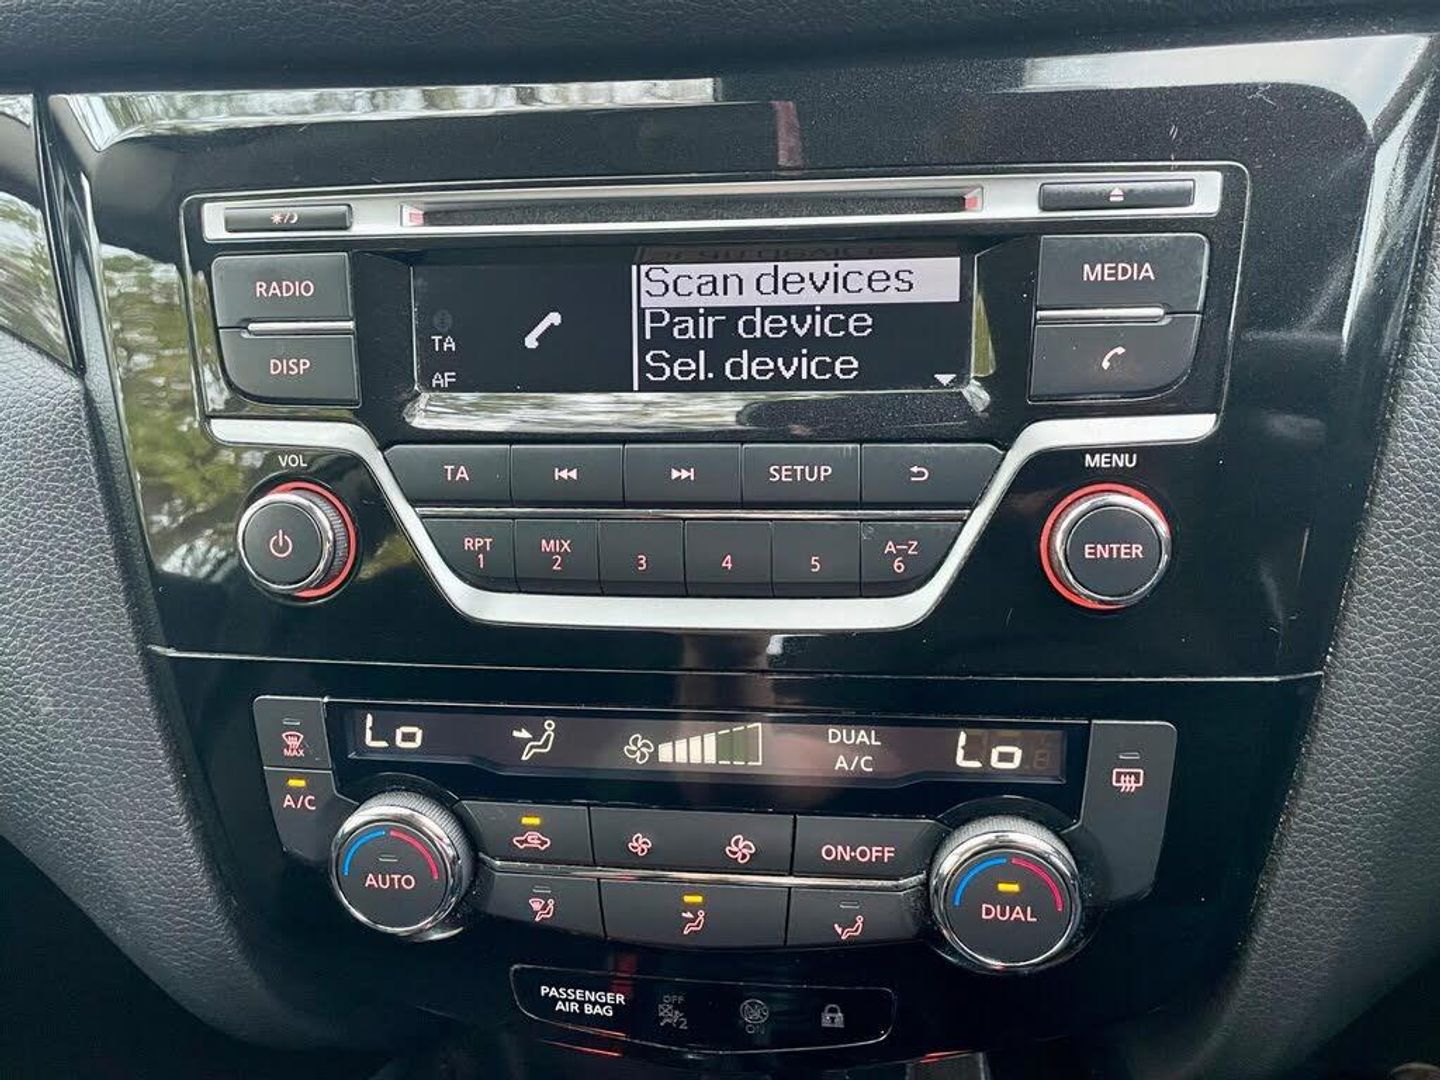 RADIO
DISP
TA
AF
Scan devices
Pair device
Sel. device
MEDIA
VOL
TA
SETUP
MENU
RPT
1
MIX
2
3
4
5
A-Z
6
ENTER
MAX
A/C
Lo
DUAL
A/C
Lo
AUTO
ON·OFF
DUAL
PASSENGER
AIR BAG
OFF
2
ON